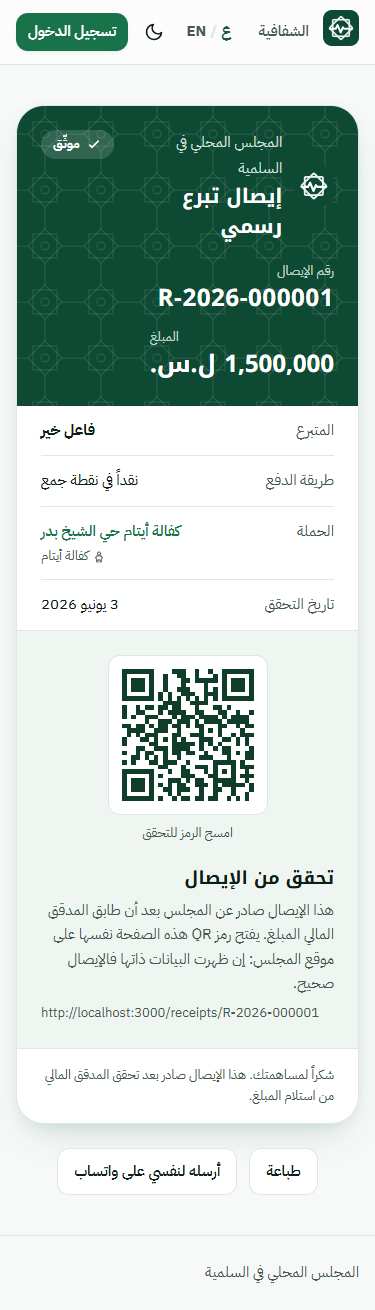 الشفافية
ع / EN
تسجيل الدخول
المجلس المحلي في
السلمية
إيصال تبرع
رسمي
موثّق
رقم الإيصال
R-2026-000001
المبلغ
1,500,000 ل.س.
المتبرع
فاعل خير
طريقة الدفع
نقداً في نقطة جمع
الحملة
كفالة أيتام حي الشيخ بدر
كفالة أيتام
تاريخ التحقق
3 يونيو 2026
امسح الرمز للتحقق
تحقق من الإيصال
هذا الإيصال صادر عن المجلس بعد أن طابق المدقق
المالي المبلغ. يفتح رمز QR هذه الصفحة نفسها على
موقع المجلس: إن ظهرت البيانات ذاتها فالإيصال
صحيح.
http://localhost:3000/receipts/R-2026-000001
شكراً لمساهمتك. هذا الإيصال صادر بعد تحقق المدقق المالي
من استلام المبلغ.
طباعة
أرسله لنفسي على واتساب
المجلس المحلي في السلمية